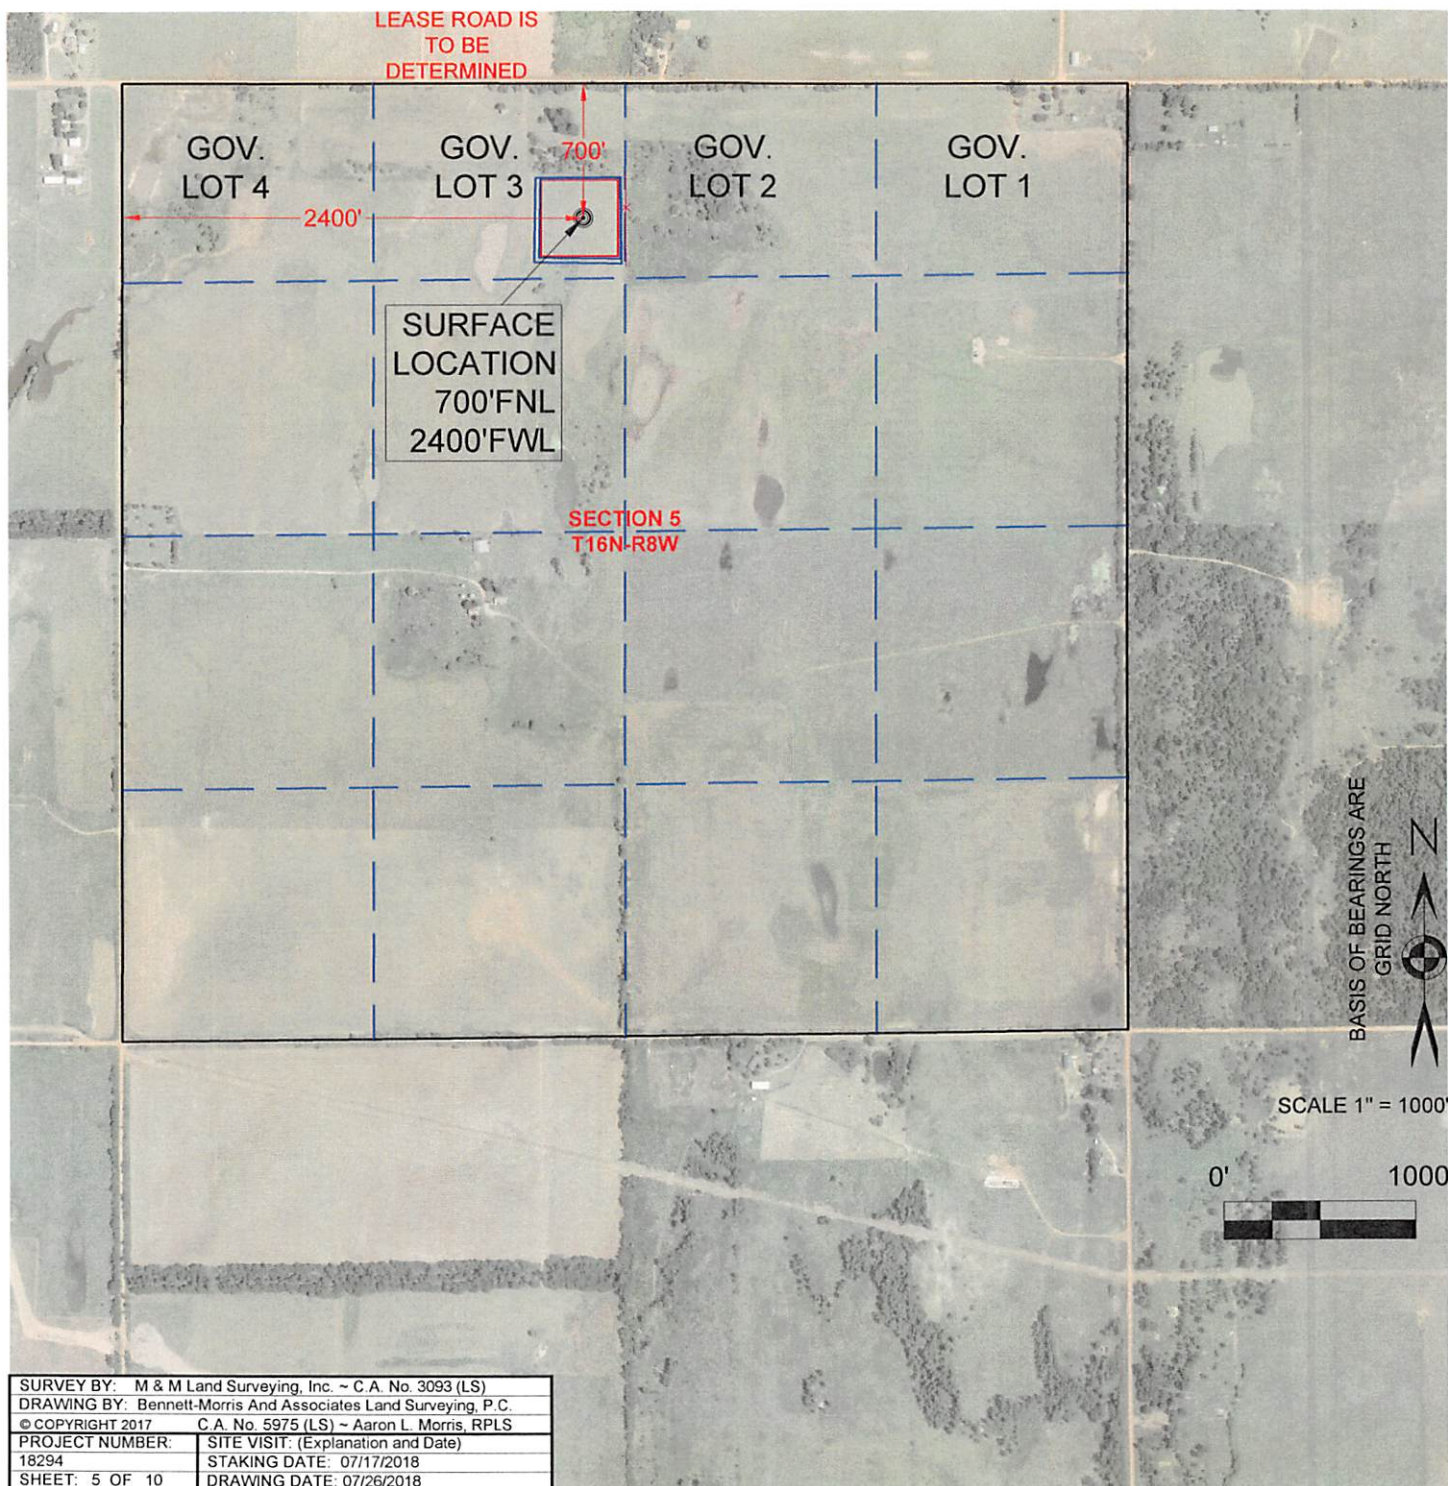 LEASE ROAD IS
TO BE
DETERMINED
GOV.
LOT 4
GOV.
LOT 3
700'
GOV.
LOT 2
GOV.
LOT 1
2400'
SURFACE
LOCATION
700'FNL
2400'FWL
SECTION 5
T16N-R8W
BASIS OF BEARINGS ARE
GRID NORTH
N
SCALE 1" = 1000'
0' 1000
SURVEY BY: M & M Land Surveying, Inc. ~ C.A. No. 3093 (LS)
DRAWING BY: Bennett-Morris And Associates Land Surveying, P.C.
© COPYRIGHT 2017 C.A. No. 5975 (LS) ~ Aaron L. Morris, RPLS
PROJECT NUMBER: SITE VISIT: (Explanation and Date)
18294 STAKING DATE: 07/17/2018
SHEET: 5 OF 10 DRAWING DATE: 07/26/2018